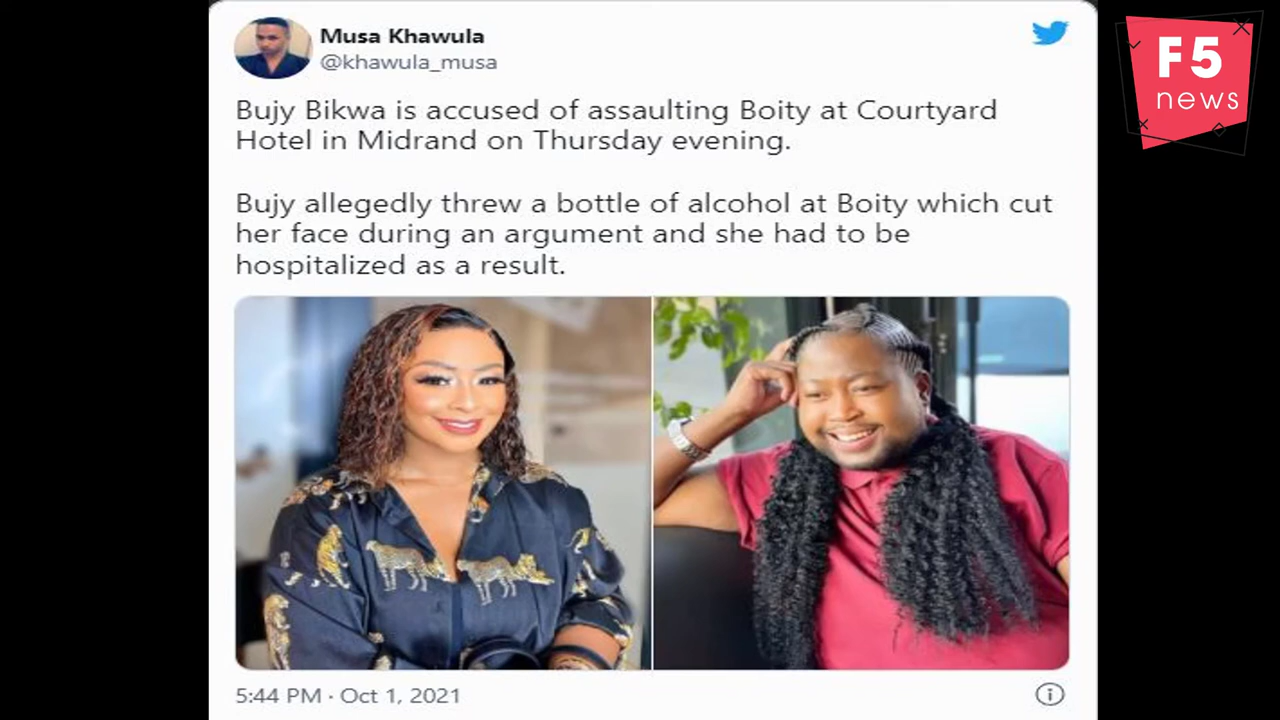 Musa Khawula
@khawula_musa
Bujy Bikwa is accused of assaulting Boity at Courtyard
Hotel in Midrand on Thursday evening.
Bujy allegedly threw a bottle of alcohol at Boity which cut
her face during an argument and she had to be
hospitalized as a result.
5:44 PM · Oct 1, 2021
F5
news